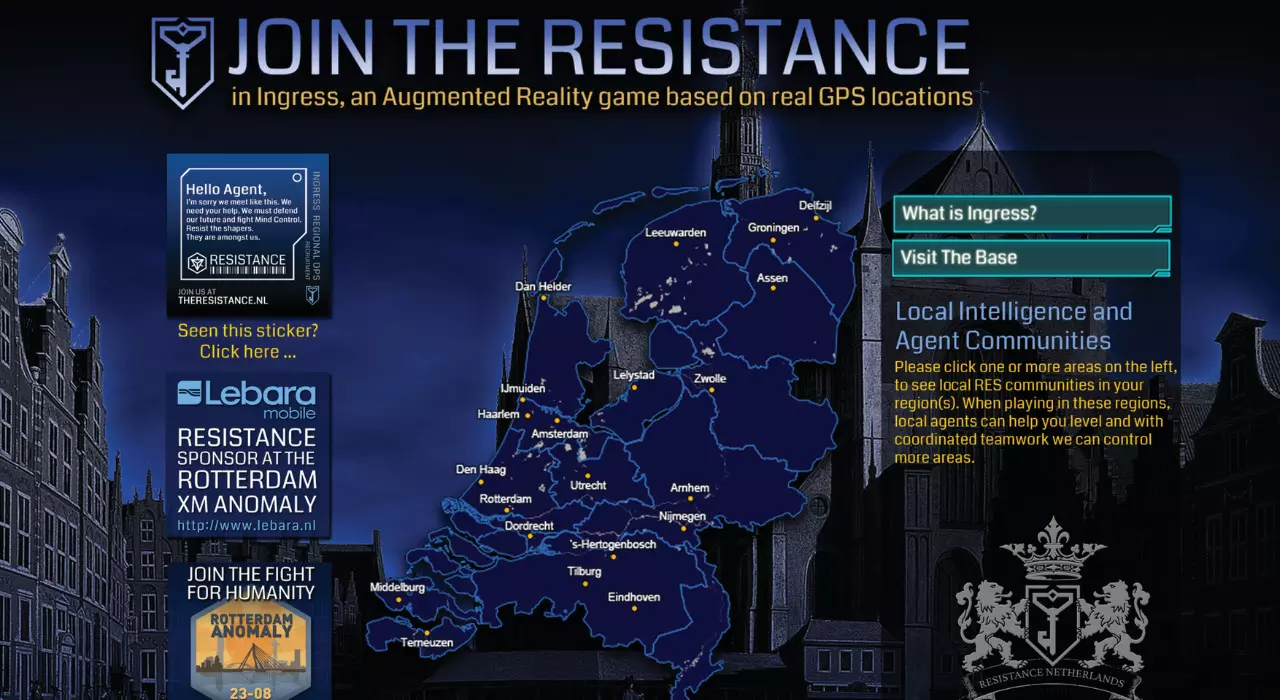 JOIN THE RESISTANCE
in Ingress, an Augmented Reality game based on real GPS locations
Hello Agent,
I'm sorry we meet like this. We
need your help. We must defend
our future and fight Mind Control.
Resist the shapers.
They are amongst us.
RESISTANCE
INGRESS REGIONAL OPS
RECRUITMENT
JOIN US AT
THERESISTANCE.NL
Seen this sticker?
Click here ...
Lebara
mobile
RESISTANCE
SPONSOR AT THE
ROTTERDAM
XM ANOMALY
http://www.lebara.nl
JOIN THE FIGHT
FOR HUMANITY
ROTTERDAM
ANOMALY
23-08
Delfzijl
Leeuwarden
Groningen
Assen
Dan Helder
Lelystad
Zwolle
IJmuiden
Haarlem
Amsterdam
Den Haag
Utrecht
Arnhem
Rotterdam
Nijmegen
Dordrecht
's-Hertogenbosch
Tilburg
Middelburg
Eindhoven
Terneuzen
What is Ingress?
Visit The Base
Local Intelligence and
Agent Communities
Please click one or more areas on the left,
to see local RES communities in your
region(s). When playing in these regions,
local agents can help you level and with
coordinated teamwork we can control
more areas.
RESISTANCE NETHERLANDS